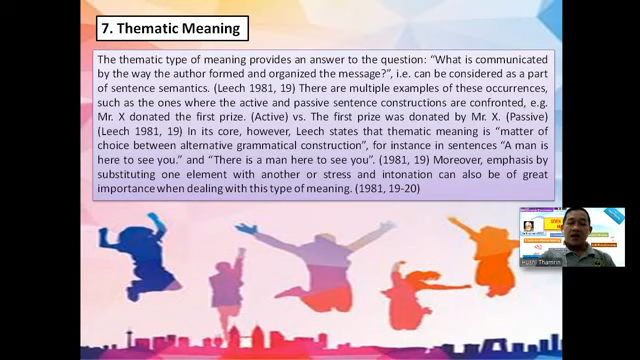 7. Thematic Meaning
The thematic type of meaning provides an answer to the question: “What is communicated
by the way the author formed and organized the message?”, i.e. can be considered as a part
of sentence semantics. (Leech 1981, 19) There are multiple examples of these occurrences,
such as the ones where the active and passive sentence constructions are confronted, e.g.
Mr. X donated the first prize. (Active) vs. The first prize was donated by Mr. X. (Passive)
(Leech 1981, 19) In its core, however, Leech states that thematic meaning is “matter of
choice between alternative grammatical construction”, for instance in sentences “A man is
here to see you.” and “There is a man here to see you”. (1981, 19) Moreover, emphasis by
substituting one element with another or stress and intonation can also be of great
importance when dealing with this type of meaning. (1981, 19-20)
Thamrin